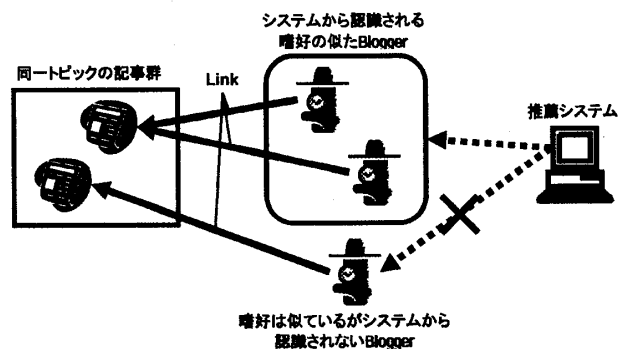 システムから認識される
嗜好の似たBlogger
同一トピックの記事群
Link
推薦システム
嗜好は似ているがシステムから
認識されないBlogger